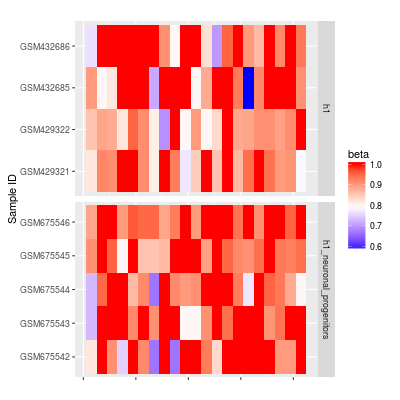 Sample ID
GSM432686
GSM432685
GSM429322
GSM429321
h1
GSM675546
GSM675545
GSM675544
GSM675543
GSM675542
h1_neuronal_progenitors
beta
1.0
0.9
0.8
0.7
0.6